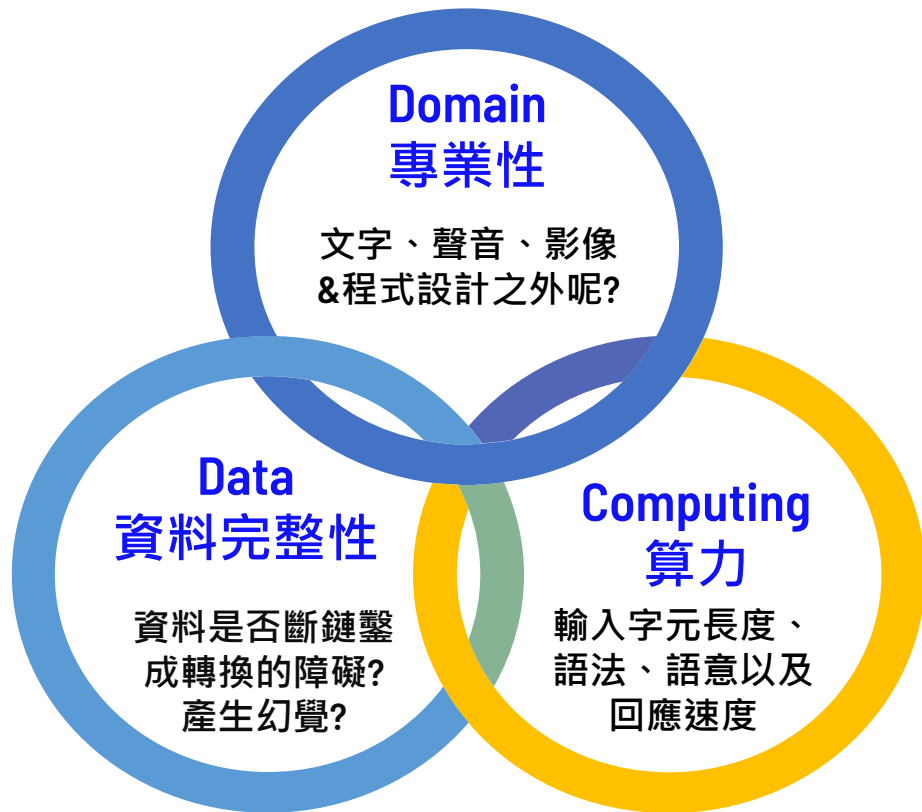 Domain
專業性
文字、聲音、影像
&程式設計之外呢?
Data
資料完整性
資料是否斷鏈鑿
成轉換的障礙?
產生幻覺?
Computing
算力
輸入字元長度、
語法、語意以及
回應速度